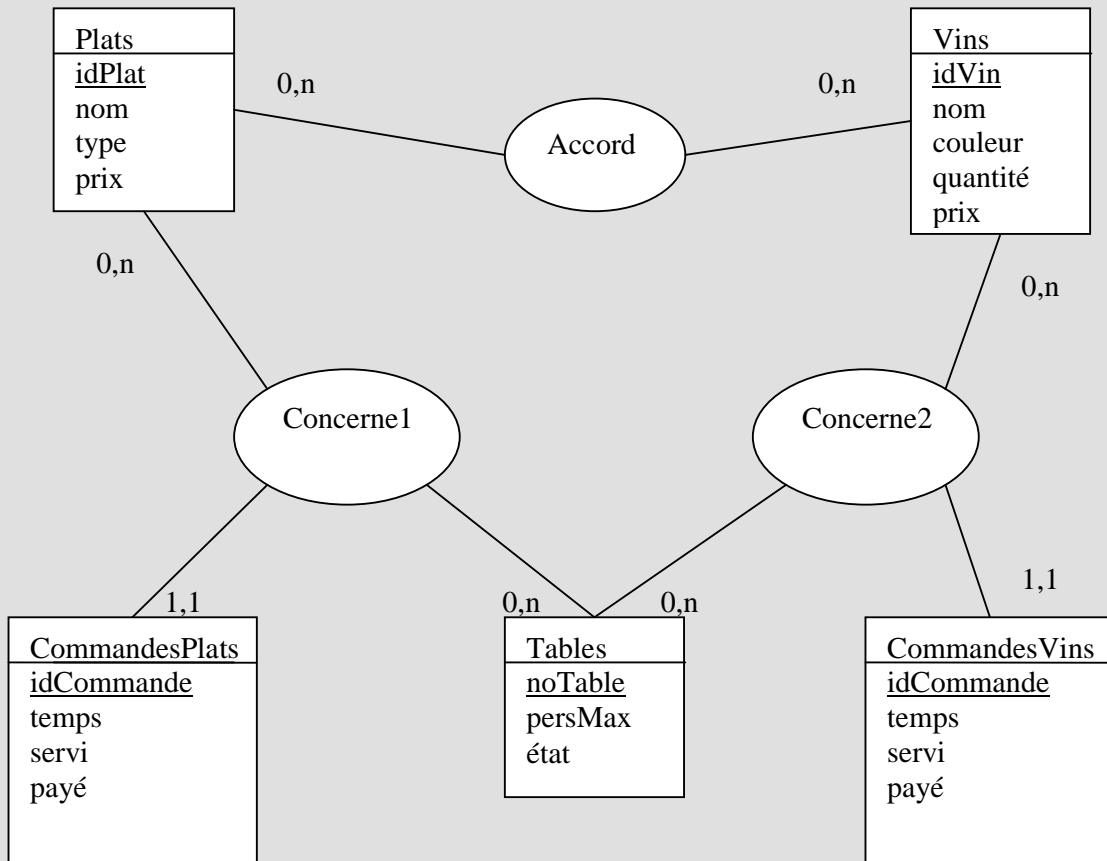 Plats
idPlat
nom
type
prix
0,n
Accord
0,n
Vins
idVin
nom
couleur
quantité
prix
0,n
0,n
Concerne1
Concerne2
1,1
0,n
0,n
1,1
CommandesPlats
idCommande
temps
servi
payé
Tables
noTable
persMax
état
CommandesVins
idCommande
temps
servi
payé